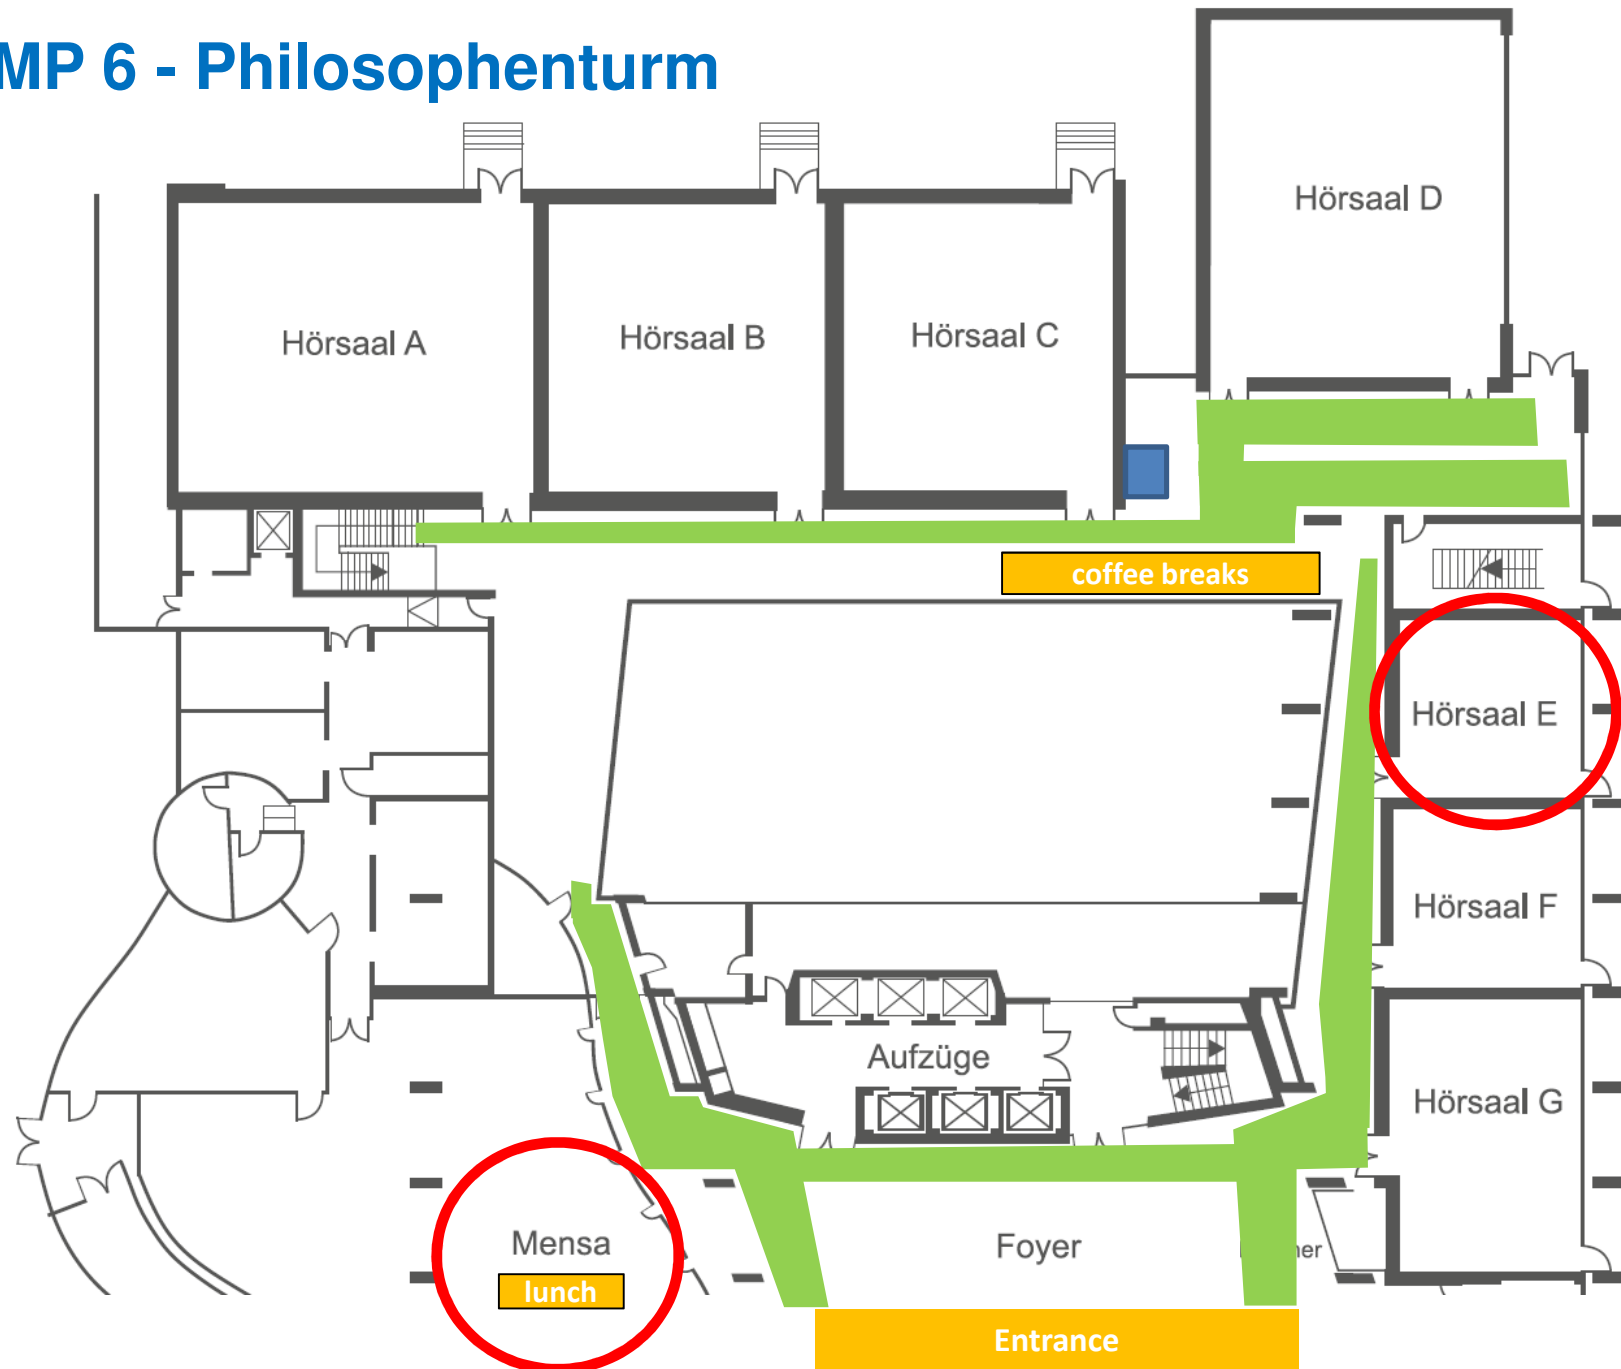 MP 6 - Philosophenturm
Hörsaal D
Hörsaal A
Hörsaal B
Hörsaal C
coffee breaks
Hörsaal E
Hörsaal F
Aufzüge
Hörsaal G
Mensa
Foyer
lunch
Entrance